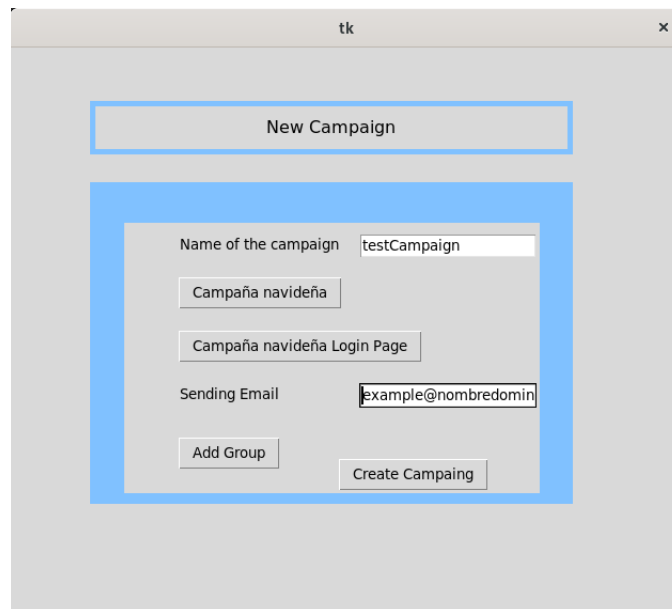 tk
New Campaign
Name of the campaign testCampaign
Campaña navideña
Campaña navideña Login Page
Sending Email example@nombredomin
Add Group
Create Campaing